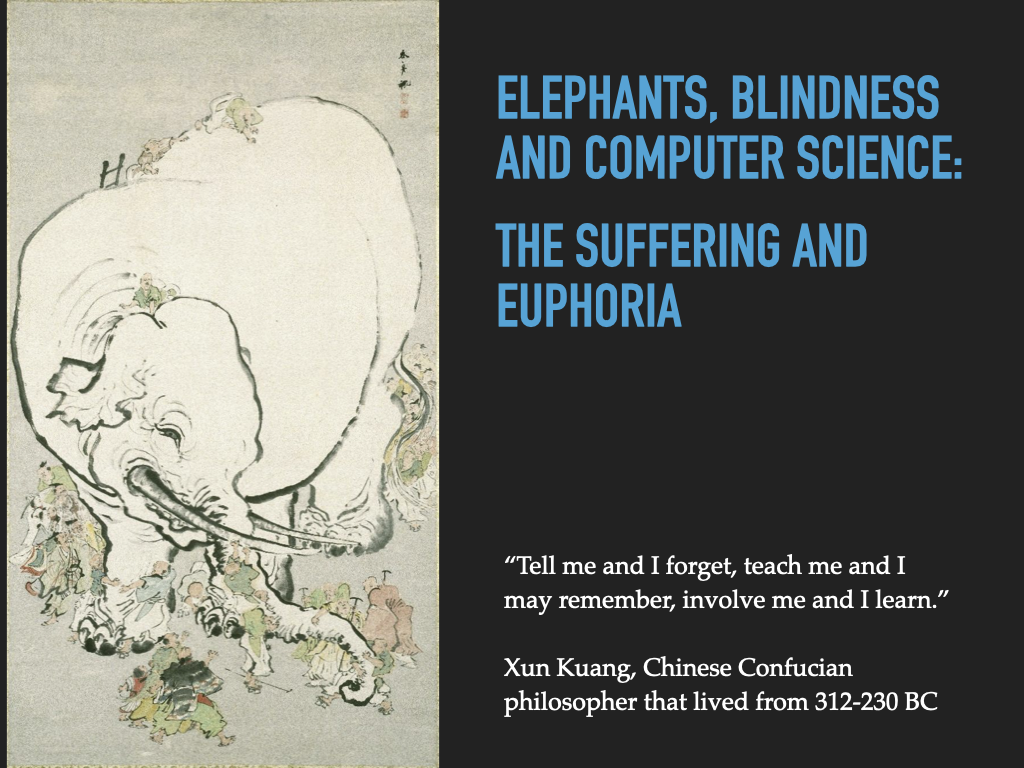 ELEPHANTS, BLINDNESS
AND COMPUTER SCIENCE:
THE SUFFERING AND
EUPHORIA
“Tell me and I forget, teach me and I
may remember, involve me and I learn.”
Xun Kuang, Chinese Confucian
philosopher that lived from 312-230 BC